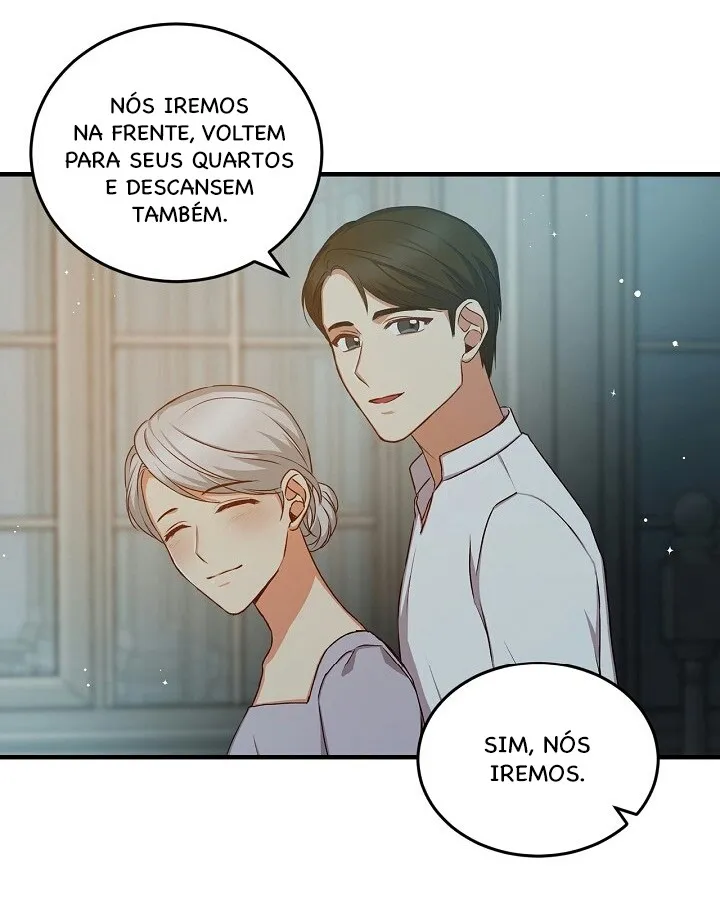 NÓS IREMOS
NA FRENTE, VOLTEM
PARA SEUS QUARTOS
E DESCANSEM
TAMBÉM.
SIM, NÓS
IREMOS.